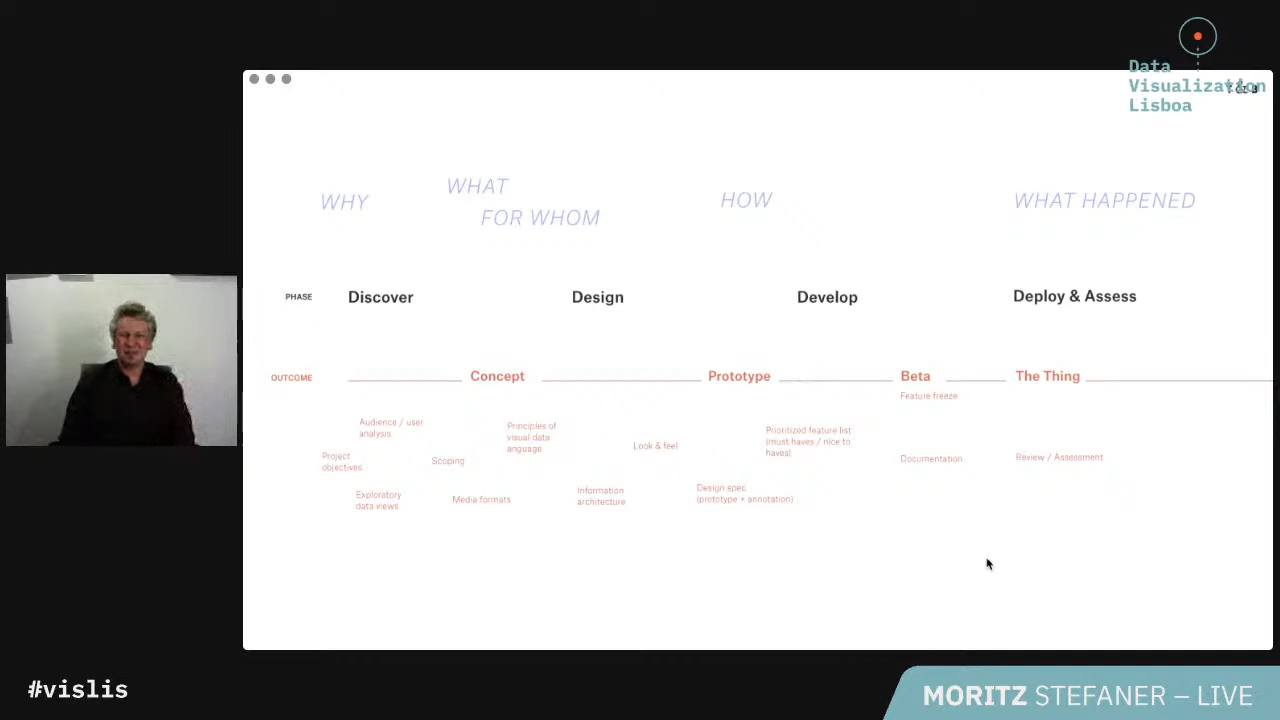 Data
Visualization
Lisboa
WHY
WHAT
FOR WHOM
HOW
WHAT HAPPENED
PHASE
Discover
Design
Develop
Deploy & Assess
OUTCOME
Concept
Prototype
Beta
The Thing
Feature freeze
Audience / user
analysis
Principles of
visual data
anguage
Look & feel
Prioritized feature list
(must haves / nice to
haves)
Project
objectives
Scoping
Documentation
Review / Assessment
Exploratory
data views
Media formats
Information
architecture
Design spec
(prototype + annotation)
#vislis
MORITZ STEFANER – LIVE